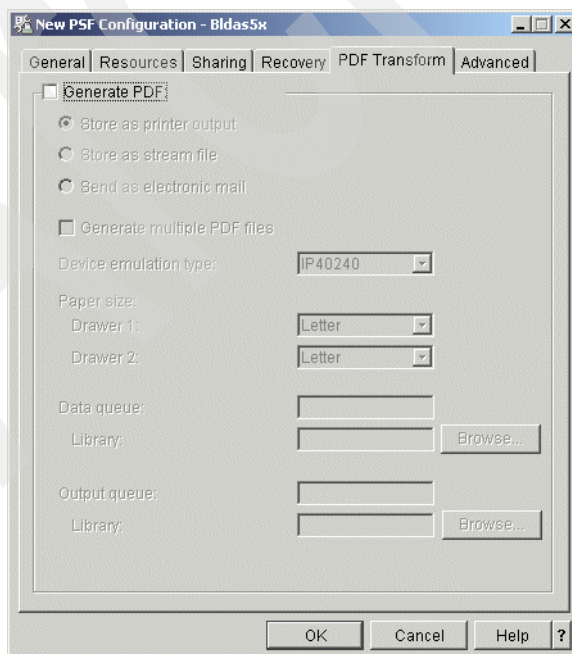 New PSF Configuration - Bldas5x
General Resources Sharing Recovery PDF Transform Advanced
Generate PDF:
Store as printer output
Store as stream file
Send as electronic mail
Generate multiple PDF files
Device emulation type: IP40240
Paper size:
Drawer 1: Letter
Drawer 2: Letter
Data queue:
Library: Browse...
Output queue:
Library: Browse...
OK Cancel Help ?